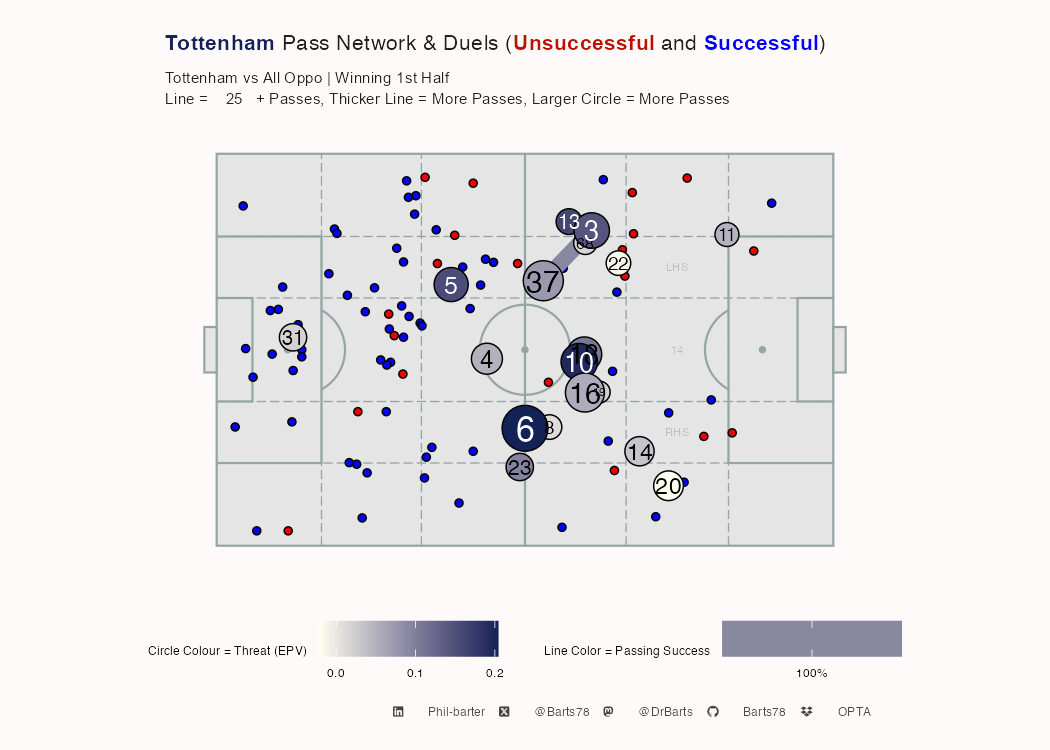 Tottenham Pass Network & Duels (Unsuccessful and Successful)
Tottenham vs All Oppo | Winning 1st Half
Line = 25 + Passes, Thicker Line = More Passes, Larger Circle = More Passes
13
3
11
22
LHS
37
5
31
4
14
10
16
6
8
RHS
14
23
20
Circle Colour = Threat (EPV)
0.0 0.1 0.2
Line Color = Passing Success
100%
Phil-barter @Barts78 @DrBarts Barts78 OPTA